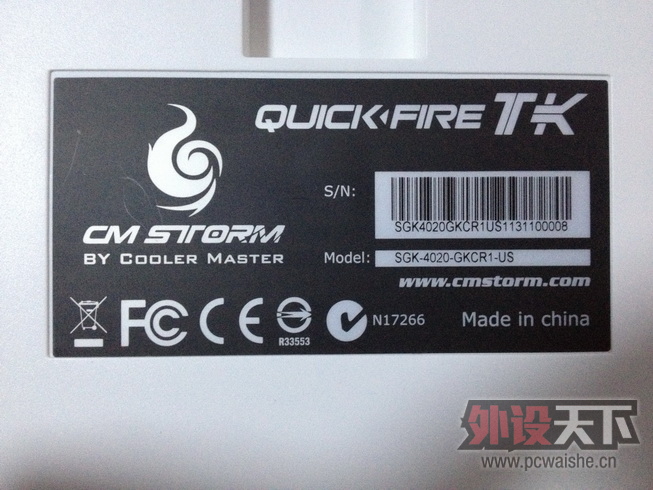 QUICK FIRE TK
CM STORM
BY COOLER MASTER
S/N:
SGK4020GKCR1US1131100008
Model:
SGK-4020-GKCR1-US
www.cmstorm.com
FC CE
R33553
N17266
Made in china
外设天下
www.pcwaishe.cn